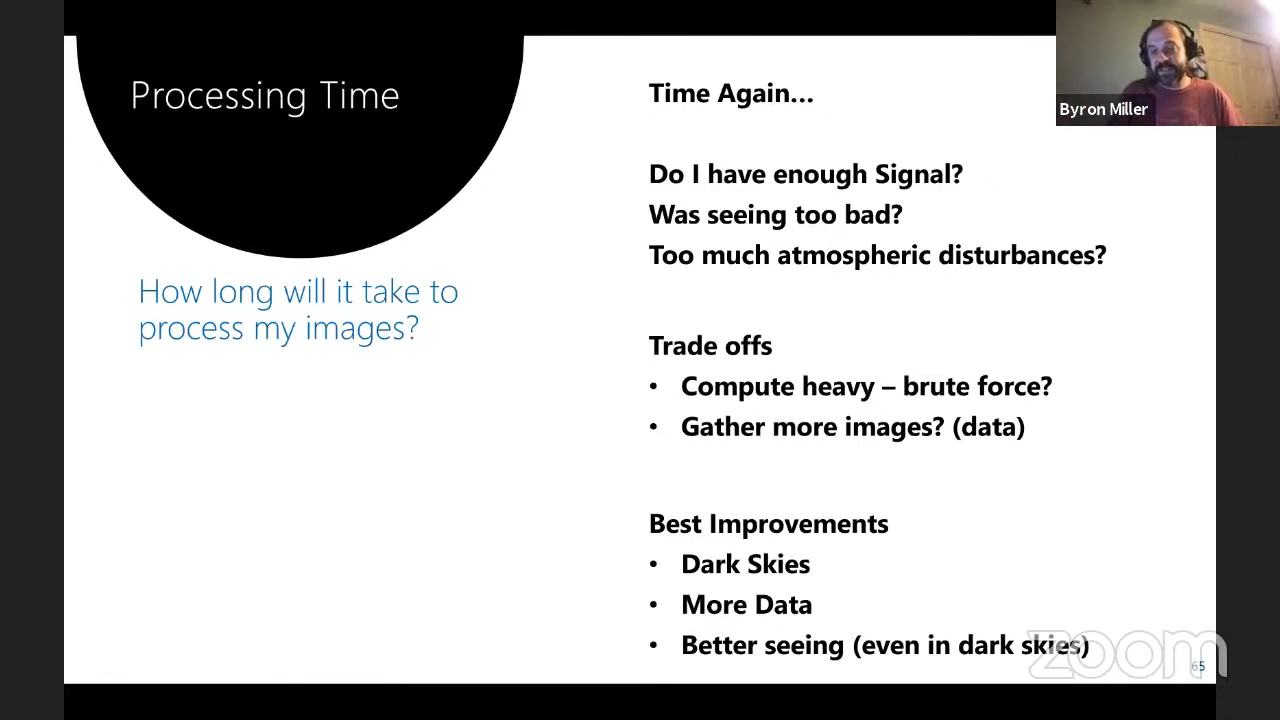 Processing Time
How long will it take to
process my images?
Time Again...
Do I have enough Signal?
Was seeing too bad?
Too much atmospheric disturbances?
Trade offs
• Compute heavy – brute force?
• Gather more images? (data)
Best Improvements
• Dark Skies
• More Data
• Better seeing (even in dark skies)
Byron Miller
zoom
65